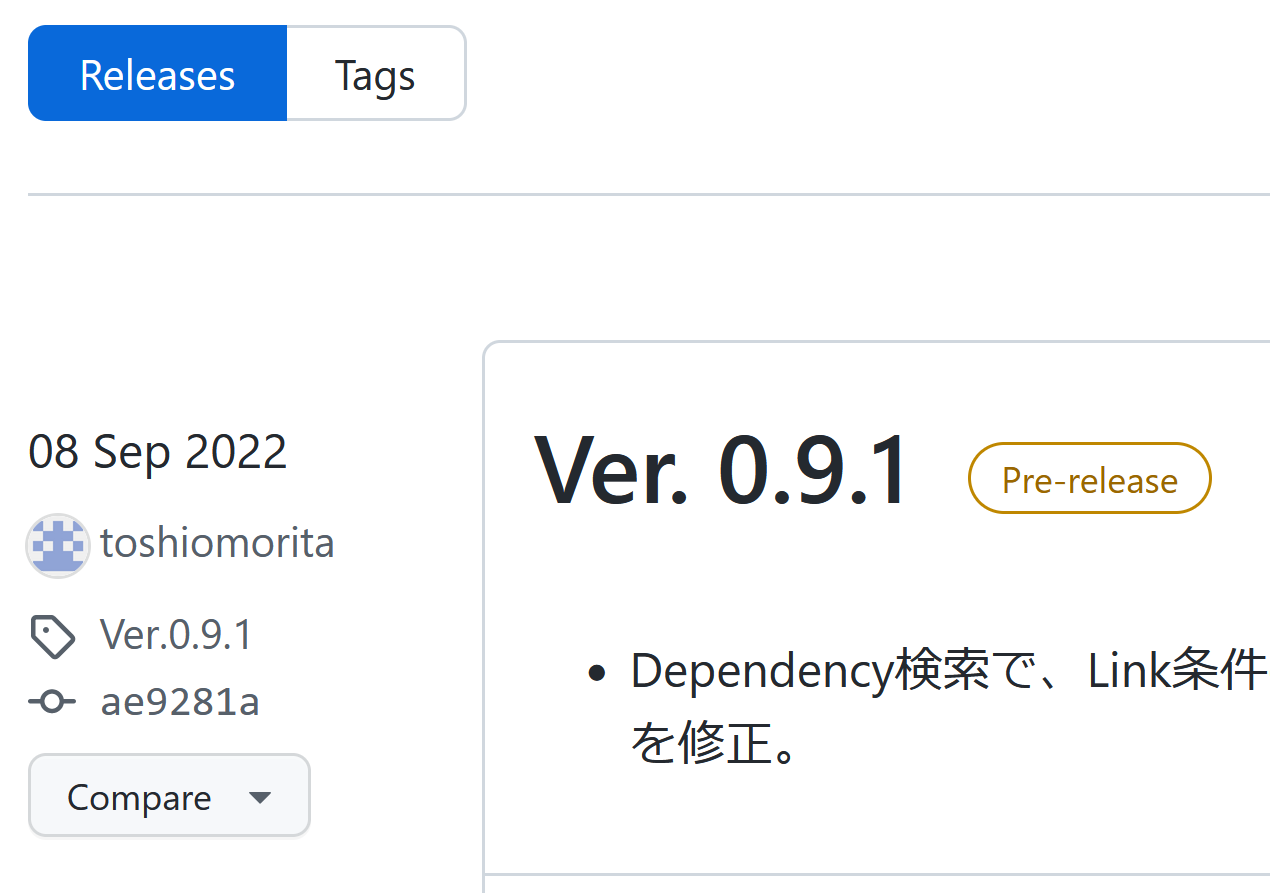 Releases
Tags
08 Sep 2022
toshiomorita
Ver.0.9.1
ae9281a
Compare
Ver. 0.9.1
Pre-release
Dependency検索で、Link条件
を修正。